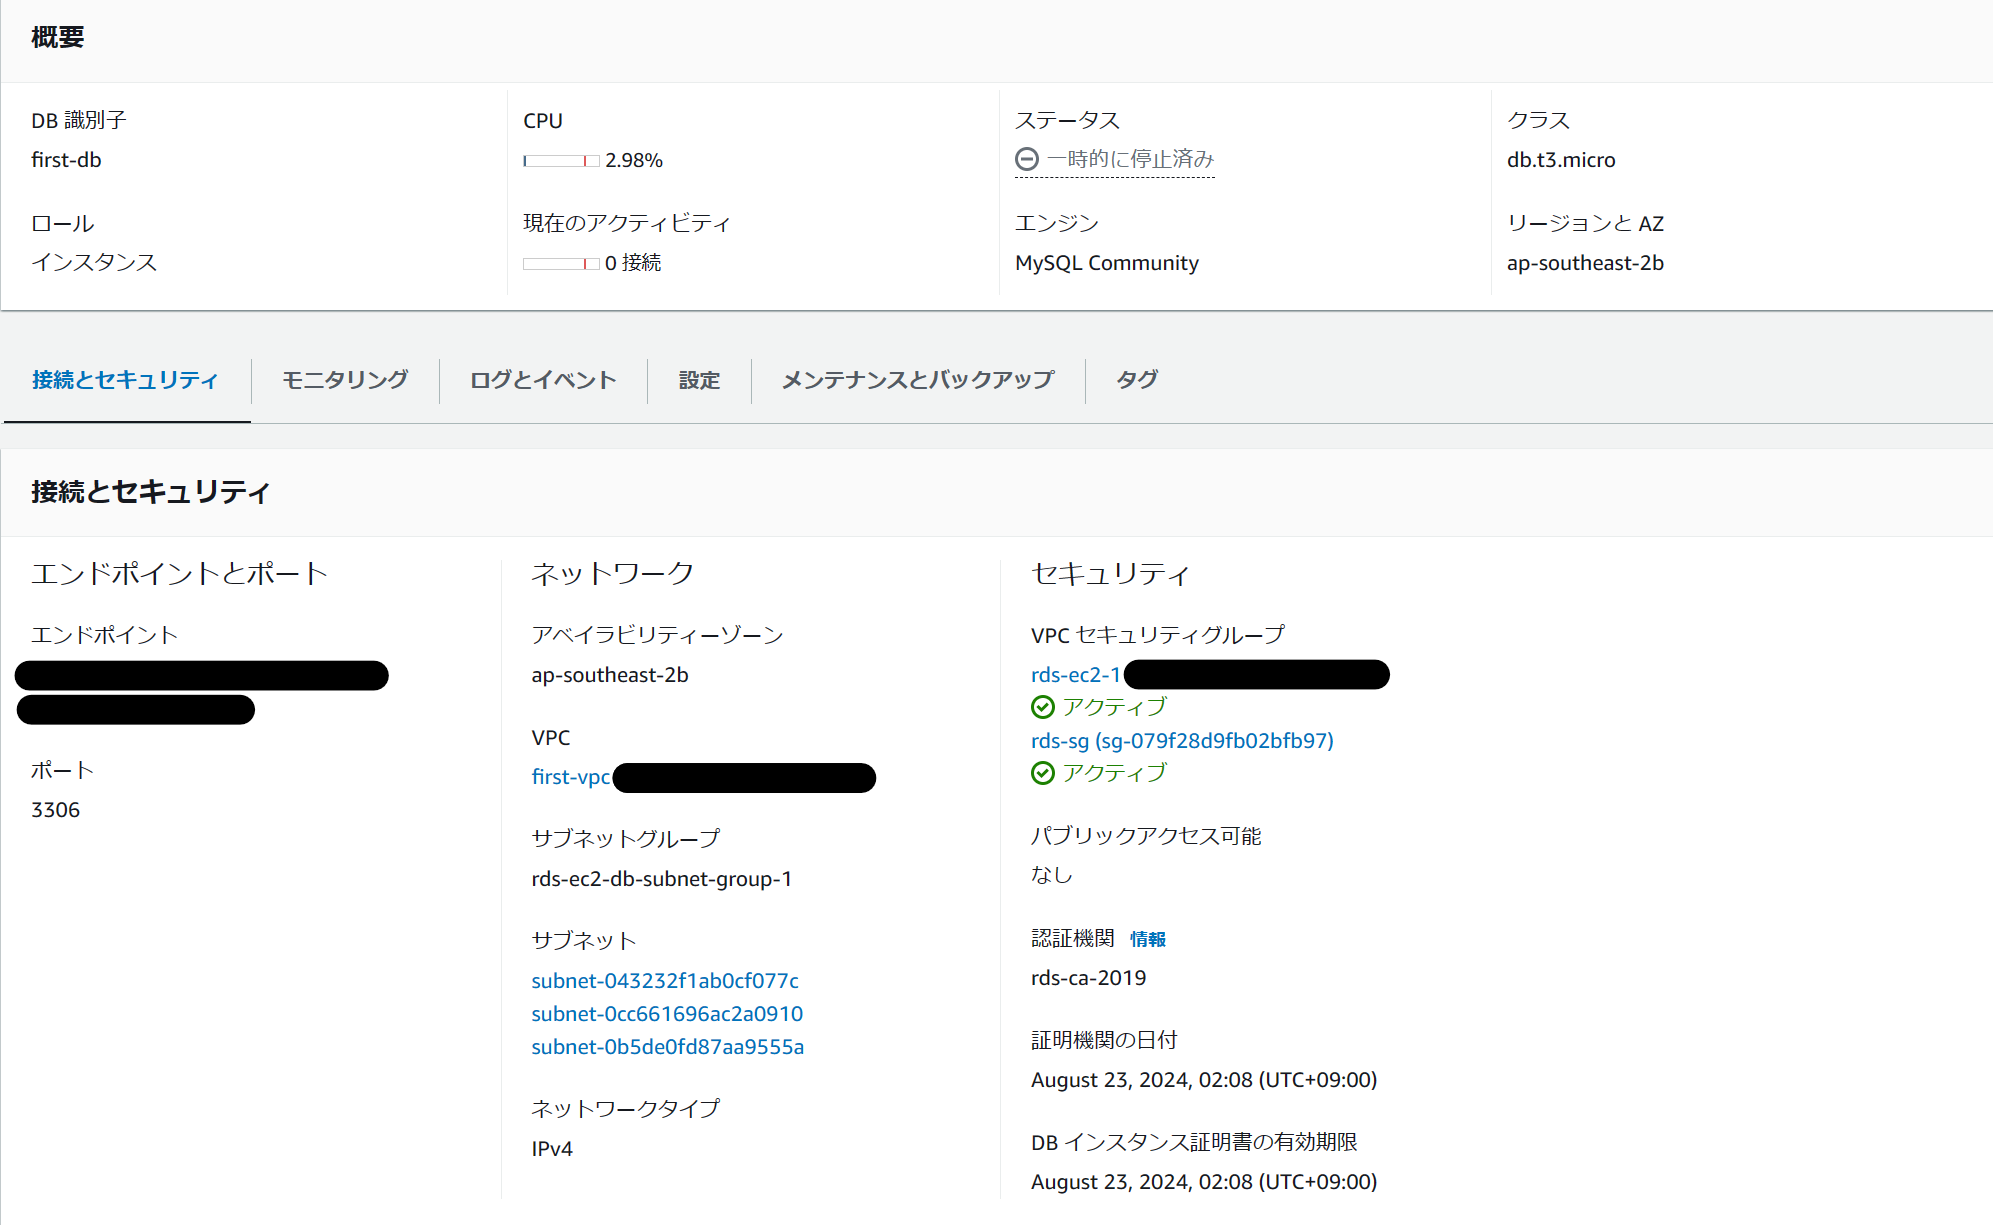 概要
DB 識別子
first-db
CPU
2.98%
ステータス
一時的に停止済み
クラス
db.t3.micro
ロール
インスタンス
現在のアクティビティ
0 接続
エンジン
MySQL Community
リージョンと AZ
ap-southeast-2b
接続とセキュリティ
モニタリング
ログとイベント
設定
メンテナンスとバックアップ
タグ
接続とセキュリティ
エンドポイントとポート
エンドポイント
ポート
3306
ネットワーク
アベイラビリティーゾーン
ap-southeast-2b
VPC
first-vpc
サブネットグループ
rds-ec2-db-subnet-group-1
サブネット
subnet-043232f1ab0cf077c
subnet-0cc661696ac2a0910
subnet-0b5de0fd87aa9555a
ネットワークタイプ
IPv4
セキュリティ
VPC セキュリティグループ
rds-ec2-1
アクティブ
rds-sg (sg-079f28d9fb02bfb97)
アクティブ
パブリックアクセス可能
なし
認証機関 情報
rds-ca-2019
証明機関の日付
August 23, 2024, 02:08 (UTC+09:00)
DB インスタンス証明書の有効期限
August 23, 2024, 02:08 (UTC+09:00)